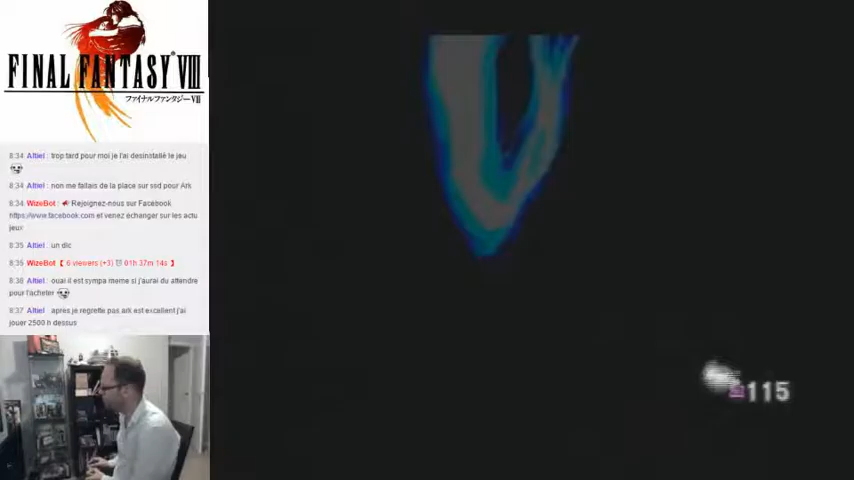 FINAL FANTASY VIII
ファイナルファンタジーVIII
8:34 Altiel : trop tard pour moi je l'ai desinstallé le jeu
8:34 Altiel : non me fallais de la place sur ssd pour Ark
8:34 WizeBot : Rejoignez-nous sur Facebook
https://www.facebook.com et venez échanger sur les actu
jeux
8:35 Altiel : un dic
8:35 WizeBot [ 6 viewers (+3) 01h 37m 14s ]
8:36 Altiel : ouai il est sympa meme si j'aurai du attendre
pour l'acheter
8:37 Altiel : apres je regrette pas ark est excellent j'ai
jouer 2500 h dessus
115